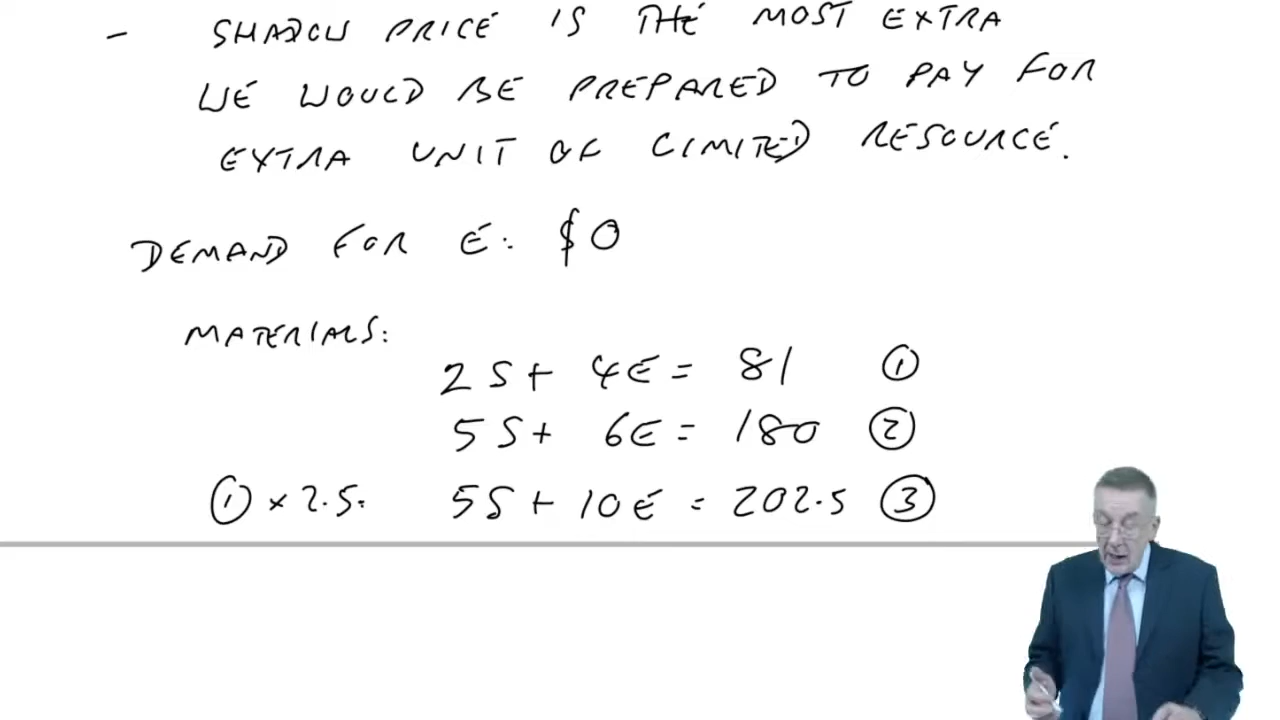 - SHADOW PRICE IS THE MOST EXTRA
WE WOULD BE PREPARED TO PAY FOR
EXTRA UNIT OF LIMITED RESOURCE.
DEMAND FOR E: $0
MATERIALS:
2S + 4E = 81 ①
5S + 6E = 180 ②
① × 2.5: 5S + 10E = 202.5 ③